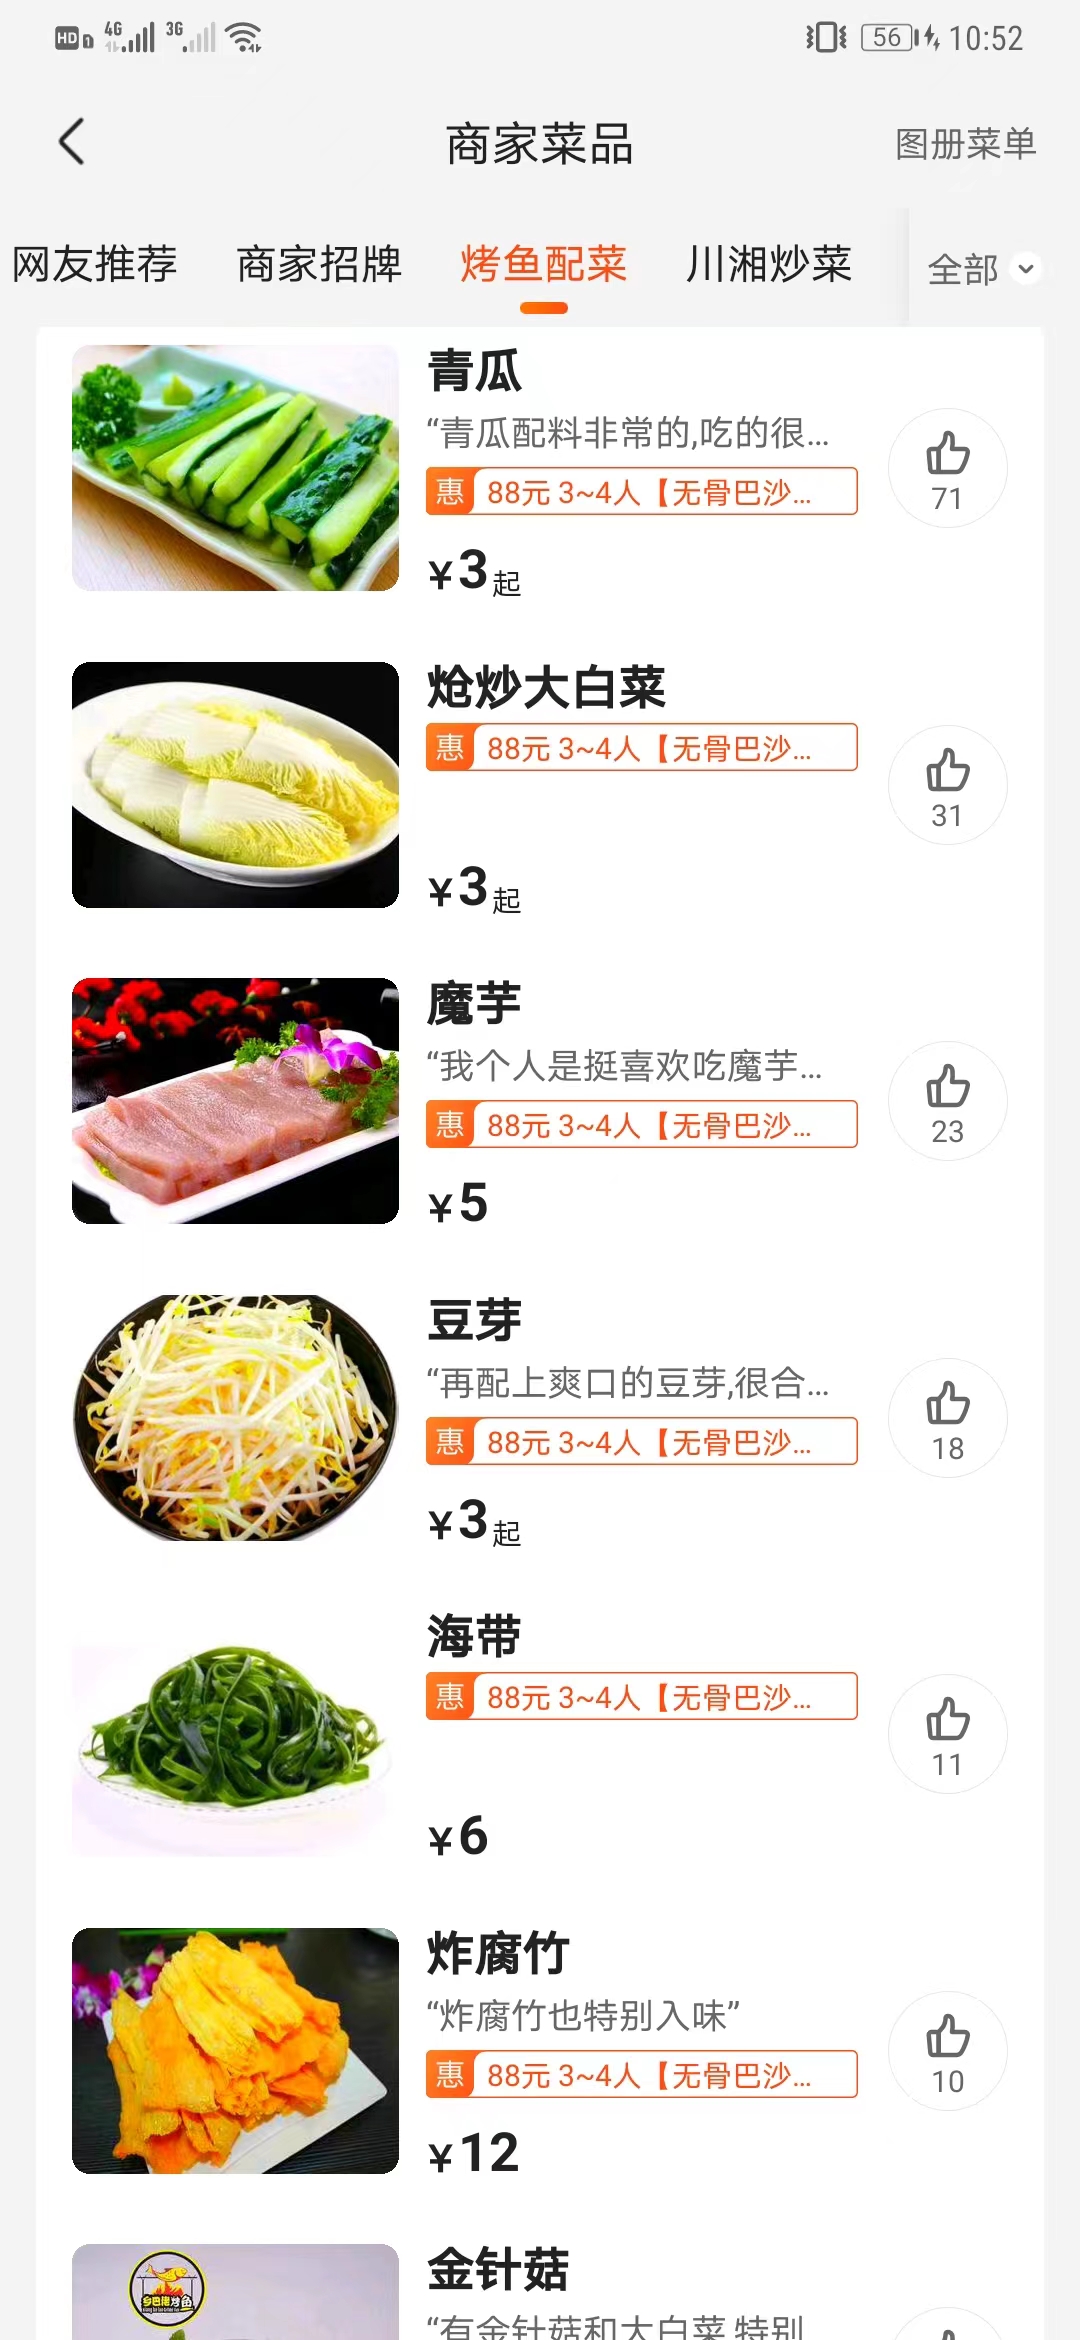 HD 1 4G 3G 56 10:52
商家菜品 图册菜单
网友推荐 商家招牌 烤鱼配菜 川湘炒菜 全部
青瓜
“青瓜配料非常的,吃的很...
惠 88元 3~4人【无骨巴沙...
71
¥3起
炝炒大白菜
惠 88元 3~4人【无骨巴沙...
31
¥3起
魔芋
“我个人是挺喜欢吃魔芋...
惠 88元 3~4人【无骨巴沙...
23
¥5
豆芽
“再配上爽口的豆芽,很合...
惠 88元 3~4人【无骨巴沙...
18
¥3起
海带
惠 88元 3~4人【无骨巴沙...
11
¥6
炸腐竹
“炸腐竹也特别入味”
惠 88元 3~4人【无骨巴沙...
10
¥12
金针菇
“有金针菇和大白菜,特别